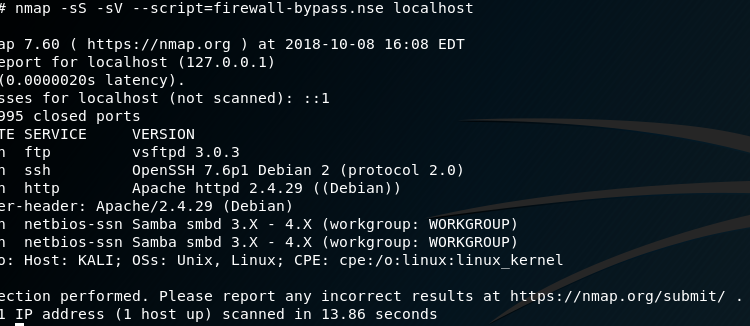 # nmap -sS -sV --script=firewall-bypass.nse localhost
ap 7.60 ( https://nmap.org ) at 2018-10-08 16:08 EDT
eport for localhost (127.0.0.1)
(0.0000020s latency).
sses for localhost (not scanned): ::1
995 closed ports
TE SERVICE     VERSION
n  ftp         vsftpd 3.0.3
n  ssh         OpenSSH 7.6p1 Debian 2 (protocol 2.0)
n  http        Apache httpd 2.4.29 ((Debian))
er-header: Apache/2.4.29 (Debian)
n  netbios-ssn Samba smbd 3.X - 4.X (workgroup: WORKGROUP)
n  netbios-ssn Samba smbd 3.X - 4.X (workgroup: WORKGROUP)
o: Host: KALI; OSs: Unix, Linux; CPE: cpe:/o:linux:linux_kernel
ection performed. Please report any incorrect results at https://nmap.org/submit/ .
1 IP address (1 host up) scanned in 13.86 seconds